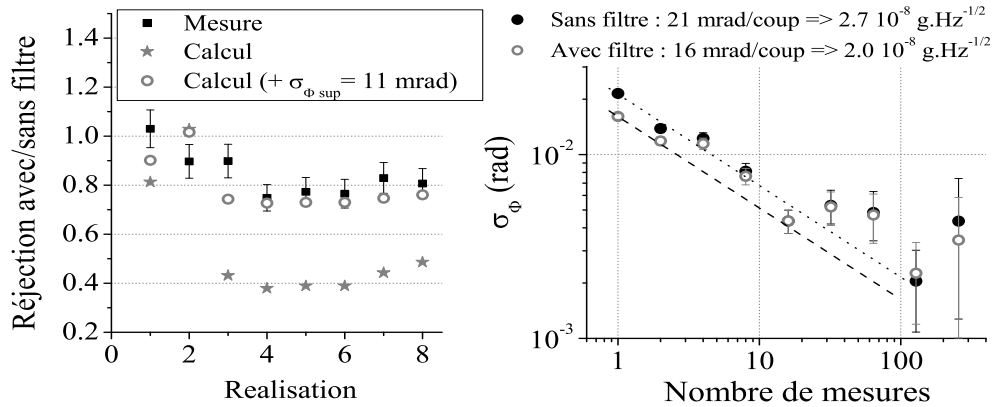 Mesure
Calcul
Calcul (+ σΦ sup = 11 mrad)
Réjection avec/sans filtre
1.4
1.2
1.0
0.8
0.6
0.4
0.2
0 2 4 6 8
Realisation
Sans filtre : 21 mrad/coup => 2.7 10-8 g.Hz-1/2
Avec filtre : 16 mrad/coup => 2.0 10-8 g.Hz-1/2
σΦ (rad)
10-2
10-3
1 10 100
Nombre de mesures